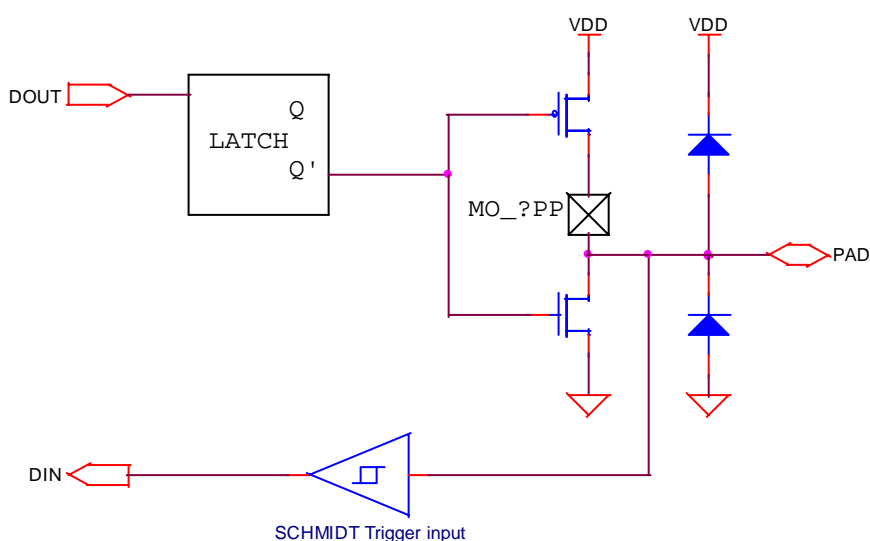 VDD
VDD
DOUT
Q
LATCH
Q'
MO_?PP
PAD
DIN
SCHMIDT Trigger input